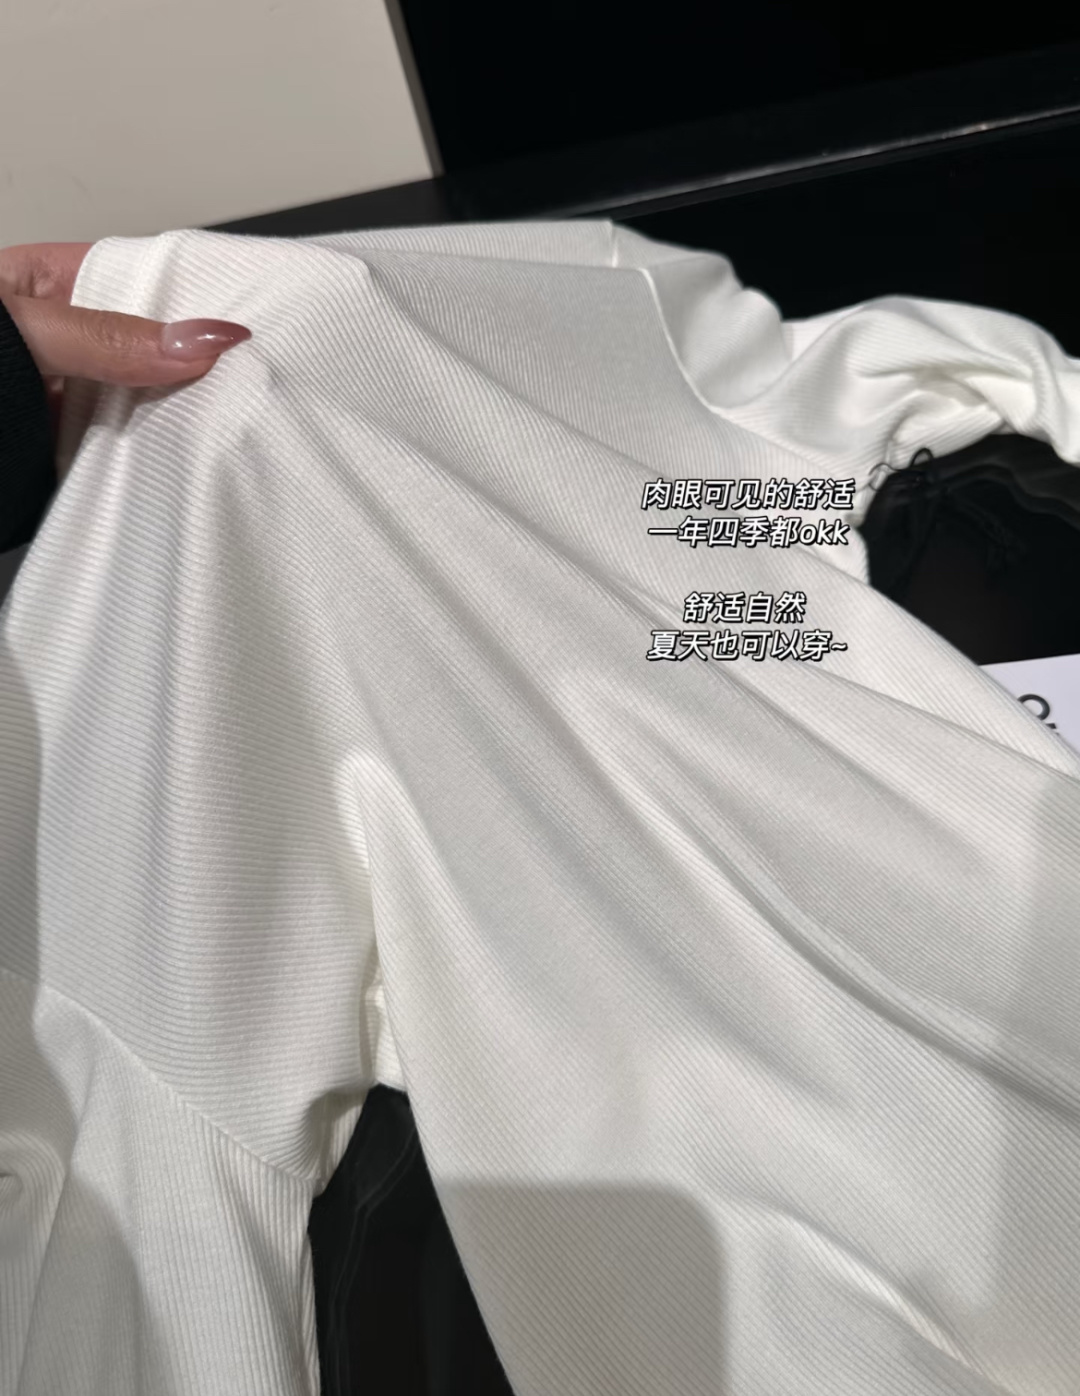 肉眼可见的舒适
一年四季都okk
舒适自然
夏天也可以穿~